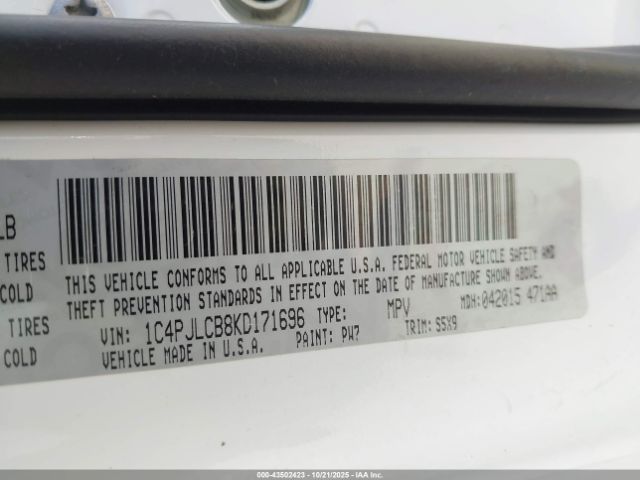 LB
TIRES
COLD
TIRES
COLD
THIS VEHICLE CONFORMS TO ALL APPLICABLE U.S.A. FEDERAL MOTOR VEHICLE SAFETY AND
THEFT PREVENTION STANDARDS IN EFFECT ON THE DATE OF MANUFACTURE SHOWN ABOVE.
VIN: 1C4PJLCB8KD171696 TYPE: MPV MDH: 042015 471AA
VEHICLE MADE IN U.S.A. PAINT: PW7 TRIM: S5X9
000-43502423 - 10/21/2025 - IAAI.COM